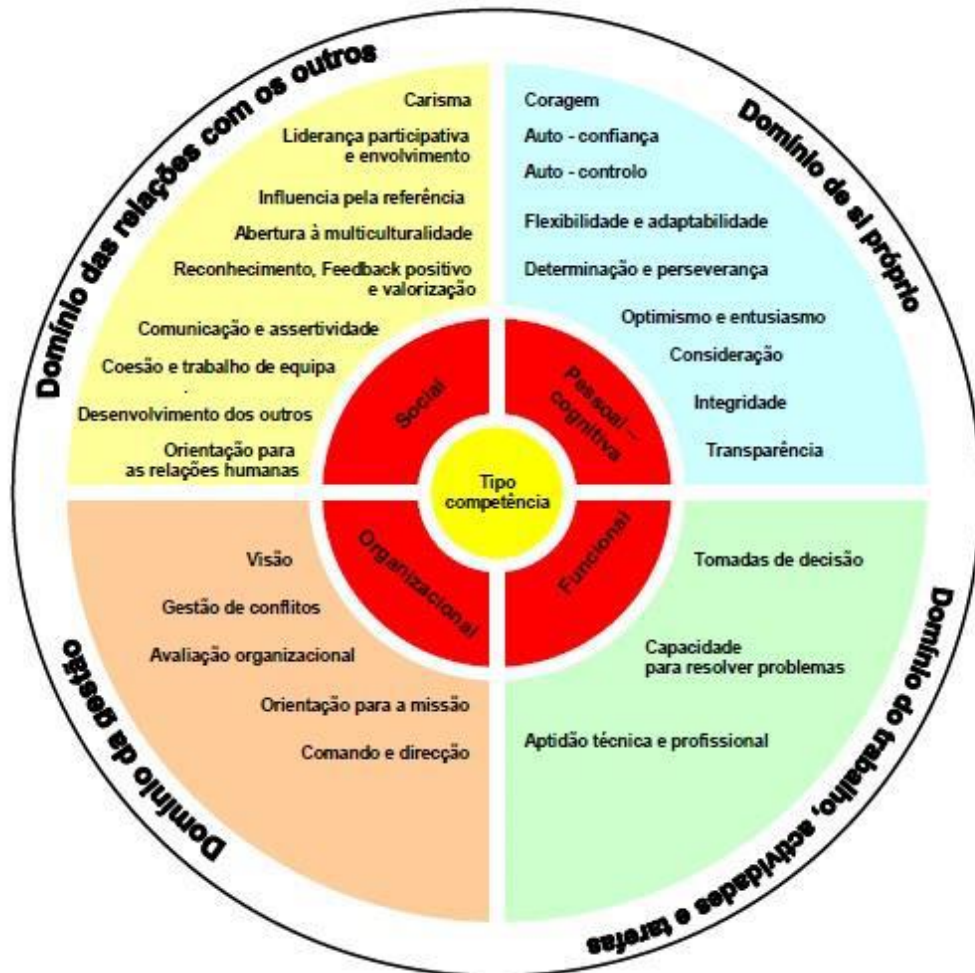 Domínio das relações com os outros
Carisma
Liderança participativa
e envolvimento
Influencia pela referência
Abertura à multiculturalidade
Reconhecimento, Feedback positivo
e valorização
Comunicação e assertividade
Coesão e trabalho de equipa
.
Desenvolvimento dos outros
Orientação para
as relações humanas
Domínio de si próprio
Coragem
Auto - confiança
Auto - controlo
Flexibilidade e adaptabilidade
Determinação e perseverança
Optimismo e entusiasmo
Consideração
Integridade
Transparência
Social
Pessoal –
cognitiva
Tipo
competência
Organizacional
Funcional
Domínio da gestão
Visão
Gestão de conflitos
Avaliação organizacional
Orientação para a missão
Comando e direcção
Domínio do trabalho, actividades e tarefas
Tomadas de decisão
Capacidade
para resolver problemas
Aptidão técnica e profissional